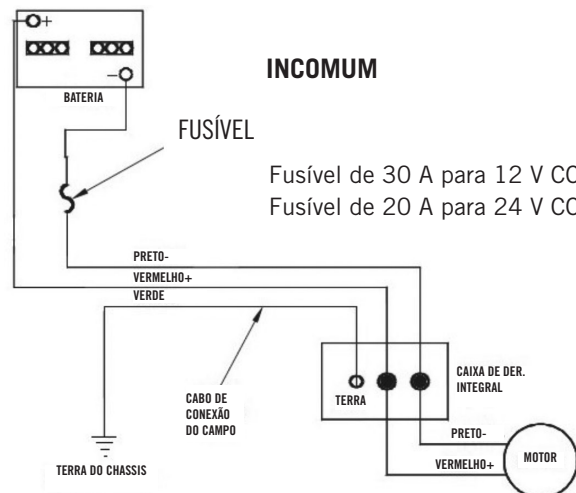 +
−
BATERIA
INCOMUM
FUSÍVEL
Fusível de 30 A para 12 V CC
Fusível de 20 A para 24 V CC
PRETO-
VERMELHO+
VERDE
CABO DE
CONEXÃO
DO CAMPO
TERRA DO CHASSIS
TERRA
CAIXA DE DER.
INTEGRAL
PRETO-
VERMELHO+
MOTOR